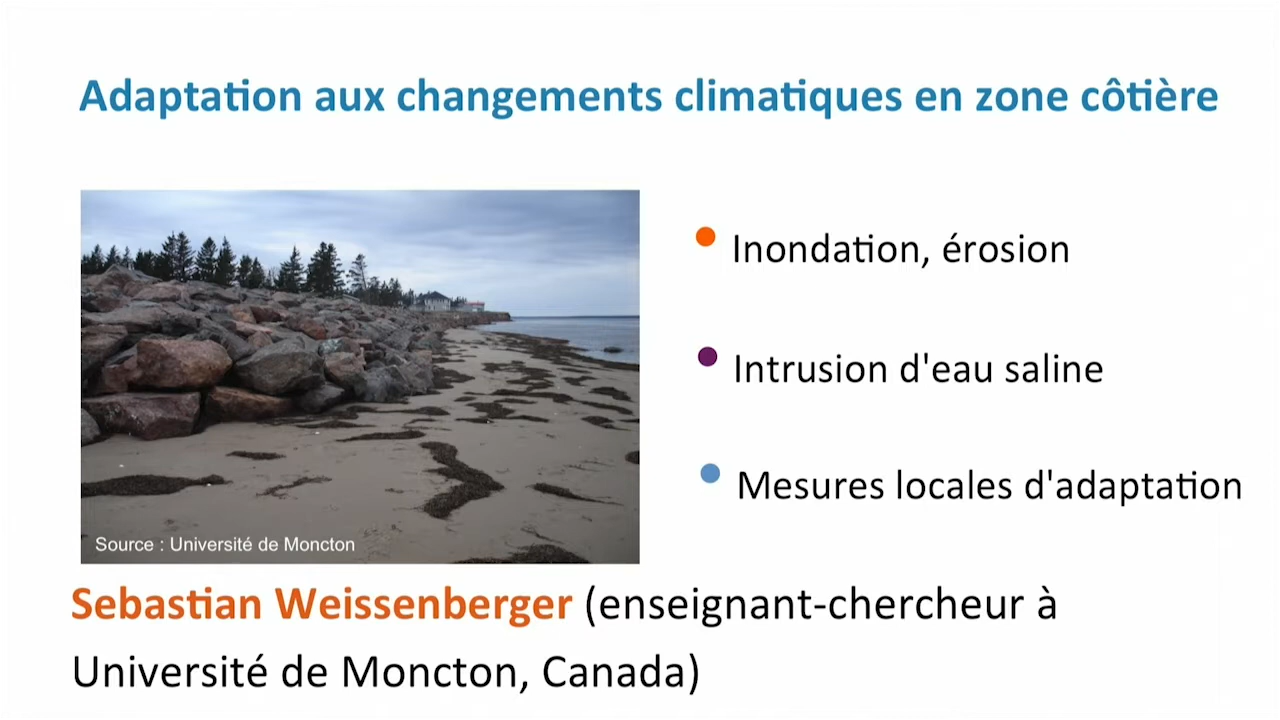 Adaptation aux changements climatiques en zone côtière
Inondation, érosion
Intrusion d'eau saline
Mesures locales d'adaptation
Source : Université de Moncton
Sebastian Weissenberger (enseignant-chercheur à
Université de Moncton, Canada)